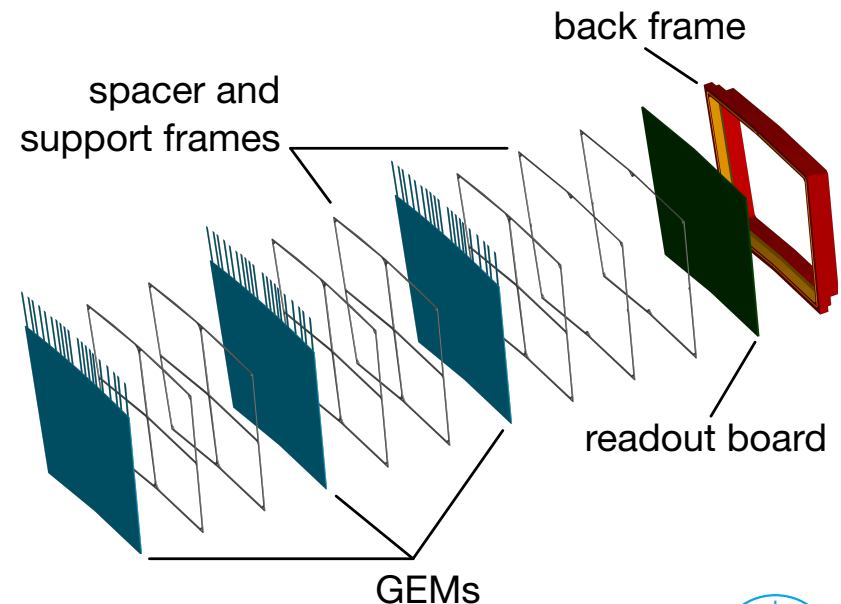 back frame
spacer and
support frames
readout board
GEMs